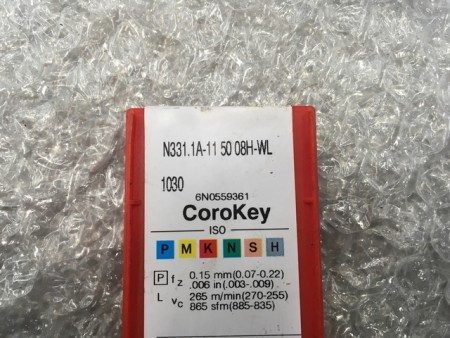 N331.1A-11 50 08H-WL
1030
6N0559361
CoroKey
ISO
P M K N S H
P fz 0.15 mm(0.07-0.22)
.006 in(.003-.009)
L vc 265 m/min(270-255)
865 sfm(885-835)